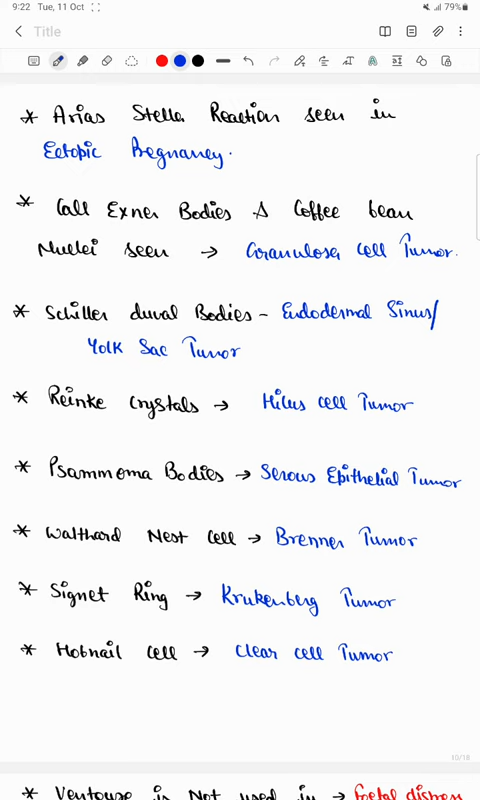 9:22 Tue, 11 Oct
79%
Title
* Arias Stella Reaction seen in
Ectopic Pregnancy.
* Call Exner Bodies & Coffee bean
Nuclei seen → Granulosa cell Tumor.
* Schiller duval Bodies - Endodermal Sinus/
Yolk Sac Tumor
* Reinke Crystals → Hilus cell Tumor
* Psammoma Bodies → Serous Epithelial Tumor
* Walthard Nest cell → Brenner Tumor
* Signet Ring → Krukenberg Tumor
* Hobnail cell → Clear cell Tumor
10/18
* Ventouse is Not used in → foetal distress